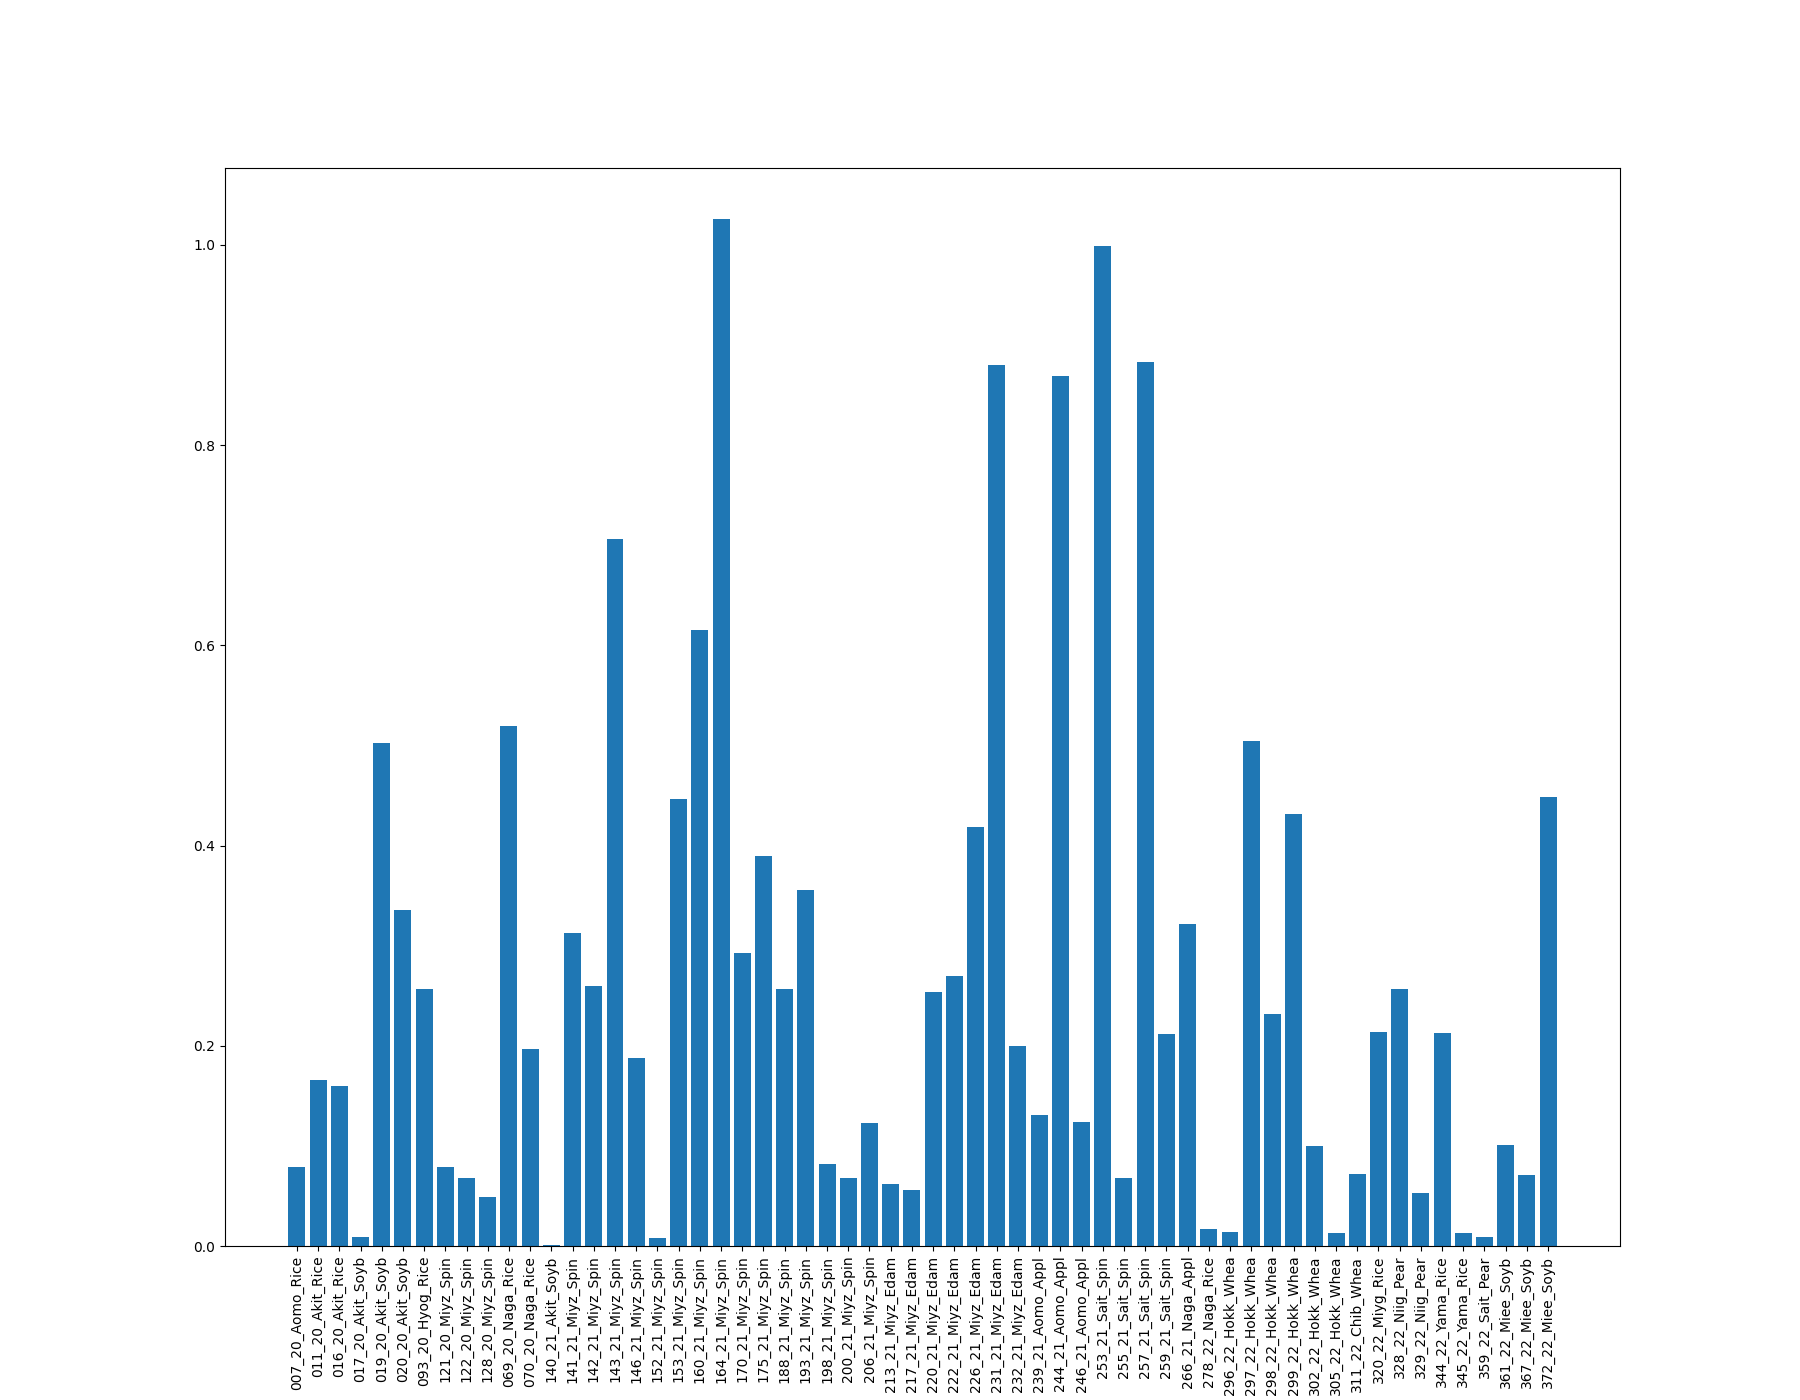 1.0
0.8
0.6
0.4
0.2
0.0
007_20_Aomo_Rice
011_20_Akit_Rice
016_20_Akit_Rice
017_20_Akit_Soyb
019_20_Akit_Soyb
020_20_Akit_Soyb
093_20_Hyog_Rice
121_20_Miyz_Spin
122_20_Miyz_Spin
128_20_Miyz_Spin
069_20_Naga_Rice
070_20_Naga_Rice
140_21_Akit_Soyb
141_21_Miyz_Spin
142_21_Miyz_Spin
143_21_Miyz_Spin
146_21_Miyz_Spin
152_21_Miyz_Spin
153_21_Miyz_Spin
160_21_Miyz_Spin
164_21_Miyz_Spin
170_21_Miyz_Spin
175_21_Miyz_Spin
188_21_Miyz_Spin
193_21_Miyz_Spin
198_21_Miyz_Spin
200_21_Miyz_Spin
206_21_Miyz_Spin
213_21_Miyz_Edam
217_21_Miyz_Edam
220_21_Miyz_Edam
222_21_Miyz_Edam
226_21_Miyz_Edam
231_21_Miyz_Edam
232_21_Miyz_Edam
239_21_Aomo_Appl
244_21_Aomo_Appl
246_21_Aomo_Appl
253_21_Sait_Spin
255_21_Sait_Spin
257_21_Sait_Spin
259_21_Sait_Spin
266_21_Naga_Appl
278_22_Naga_Rice
296_22_Hokk_Whea
297_22_Hokk_Whea
298_22_Hokk_Whea
299_22_Hokk_Whea
302_22_Hokk_Whea
305_22_Hokk_Whea
311_22_Chib_Whea
320_22_Miyg_Rice
328_22_Niig_Pear
329_22_Niig_Pear
344_22_Yama_Rice
345_22_Yama_Rice
359_22_Sait_Pear
361_22_Miee_Soyb
367_22_Miee_Soyb
372_22_Miee_Soyb